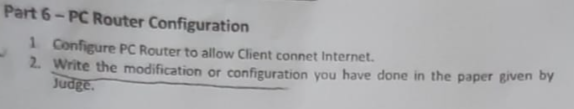 Part 6 – PC Router Configuration
1 Configure PC Router to allow Client connet Internet.
2. Write the modification or configuration you have done in the paper given by
Judge.